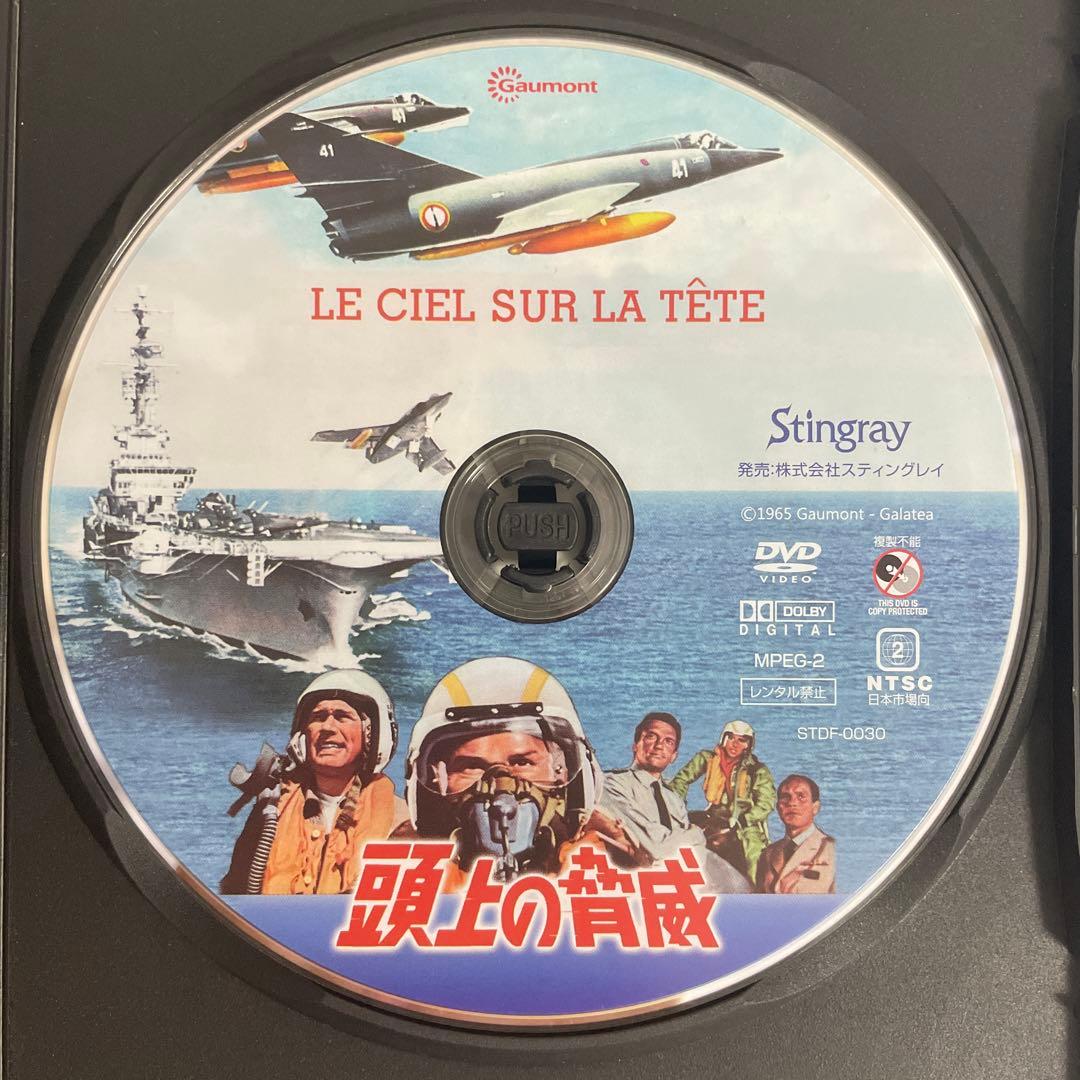 Gaumont
41
41
41
LE CIEL SUR LA TÊTE
Stingray
発売:株式会社スティングレイ
©1965 Gaumont - Galatea
PUSH
DVD
VIDEO
複製不能
THIS DVD IS
COPY PROTECTED
DOLBY
DIGITAL
MPEG-2
2
NTSC
日本市場向
レンタル禁止
STDF-0030
頭上の脅威